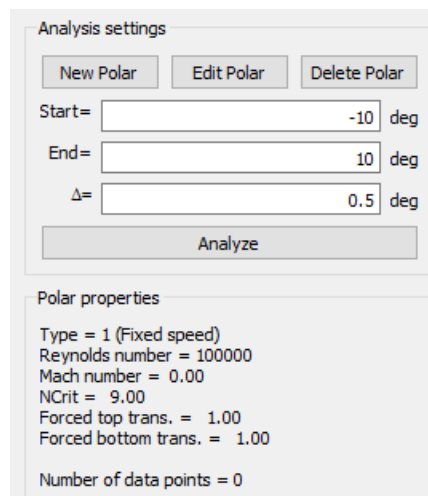 Analysis settings
New Polar Edit Polar Delete Polar
Start= -10 deg
End= 10 deg
Δ= 0.5 deg
Analyze
Polar properties
Type = 1 (Fixed speed)
Reynolds number = 100000
Mach number = 0.00
NCrit = 9.00
Forced top trans. = 1.00
Forced bottom trans. = 1.00
Number of data points = 0